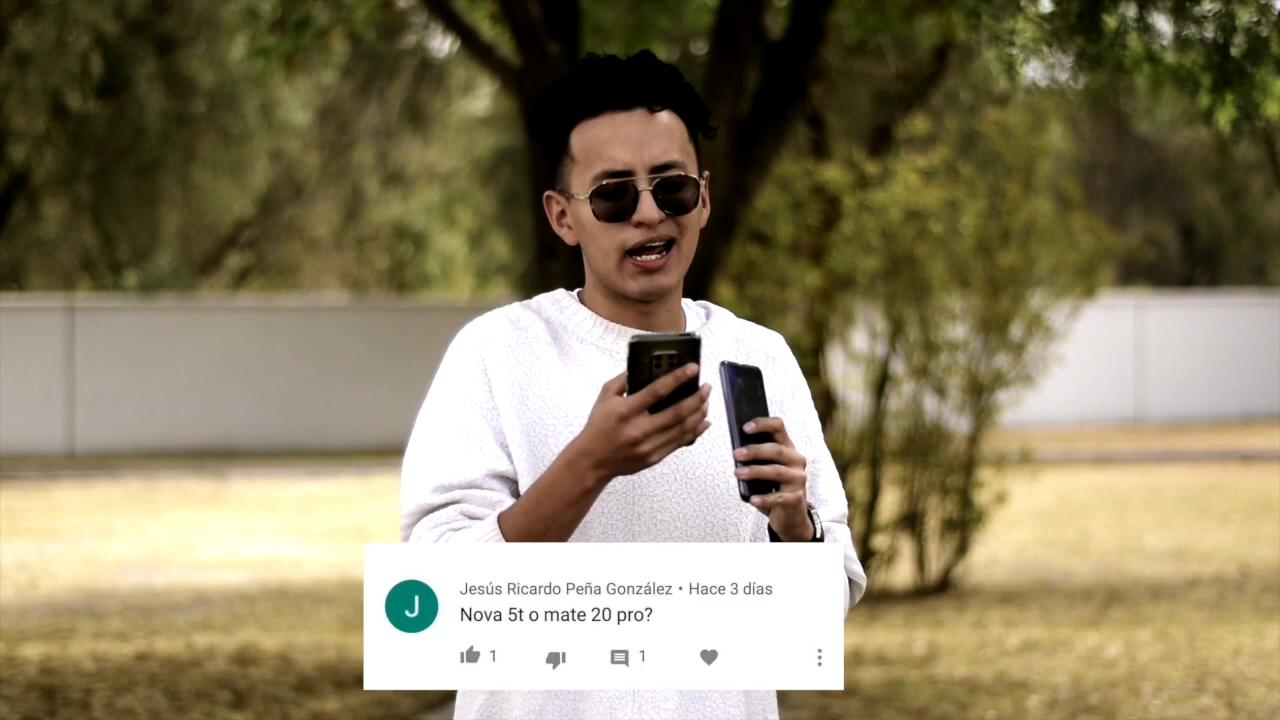 J
Jesús Ricardo Peña González • Hace 3 días
Nova 5t o mate 20 pro?
1
1